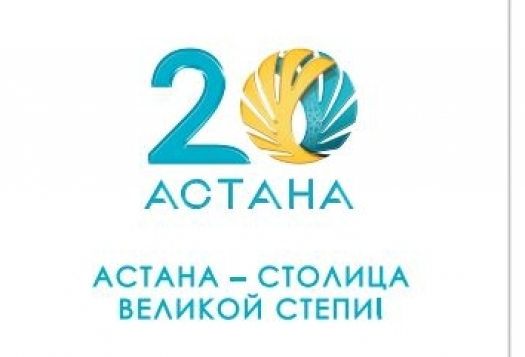 20
АСТАНА
АСТАНА – СТОЛИЦА
ВЕЛИКОЙ СТЕПИ!